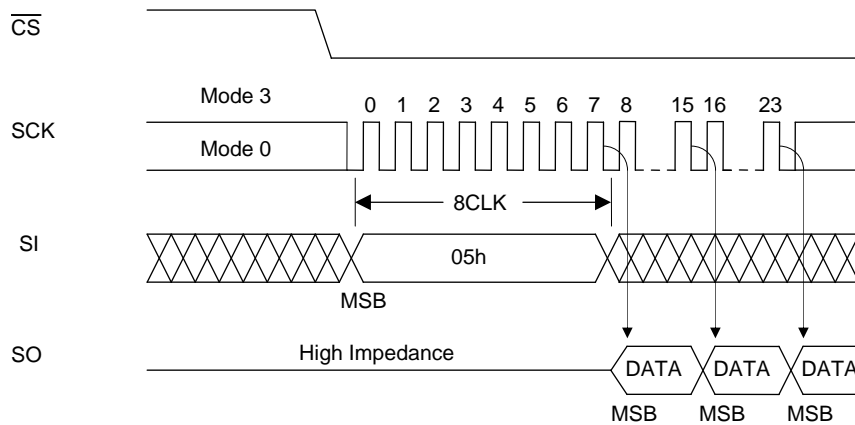 CS
Mode 3
0 1 2 3 4 5 6 7 8 15 16 23
SCK
Mode 0
8CLK
SI
05h
MSB
High Impedance
SO
DATA DATA DATA
MSB MSB MSB